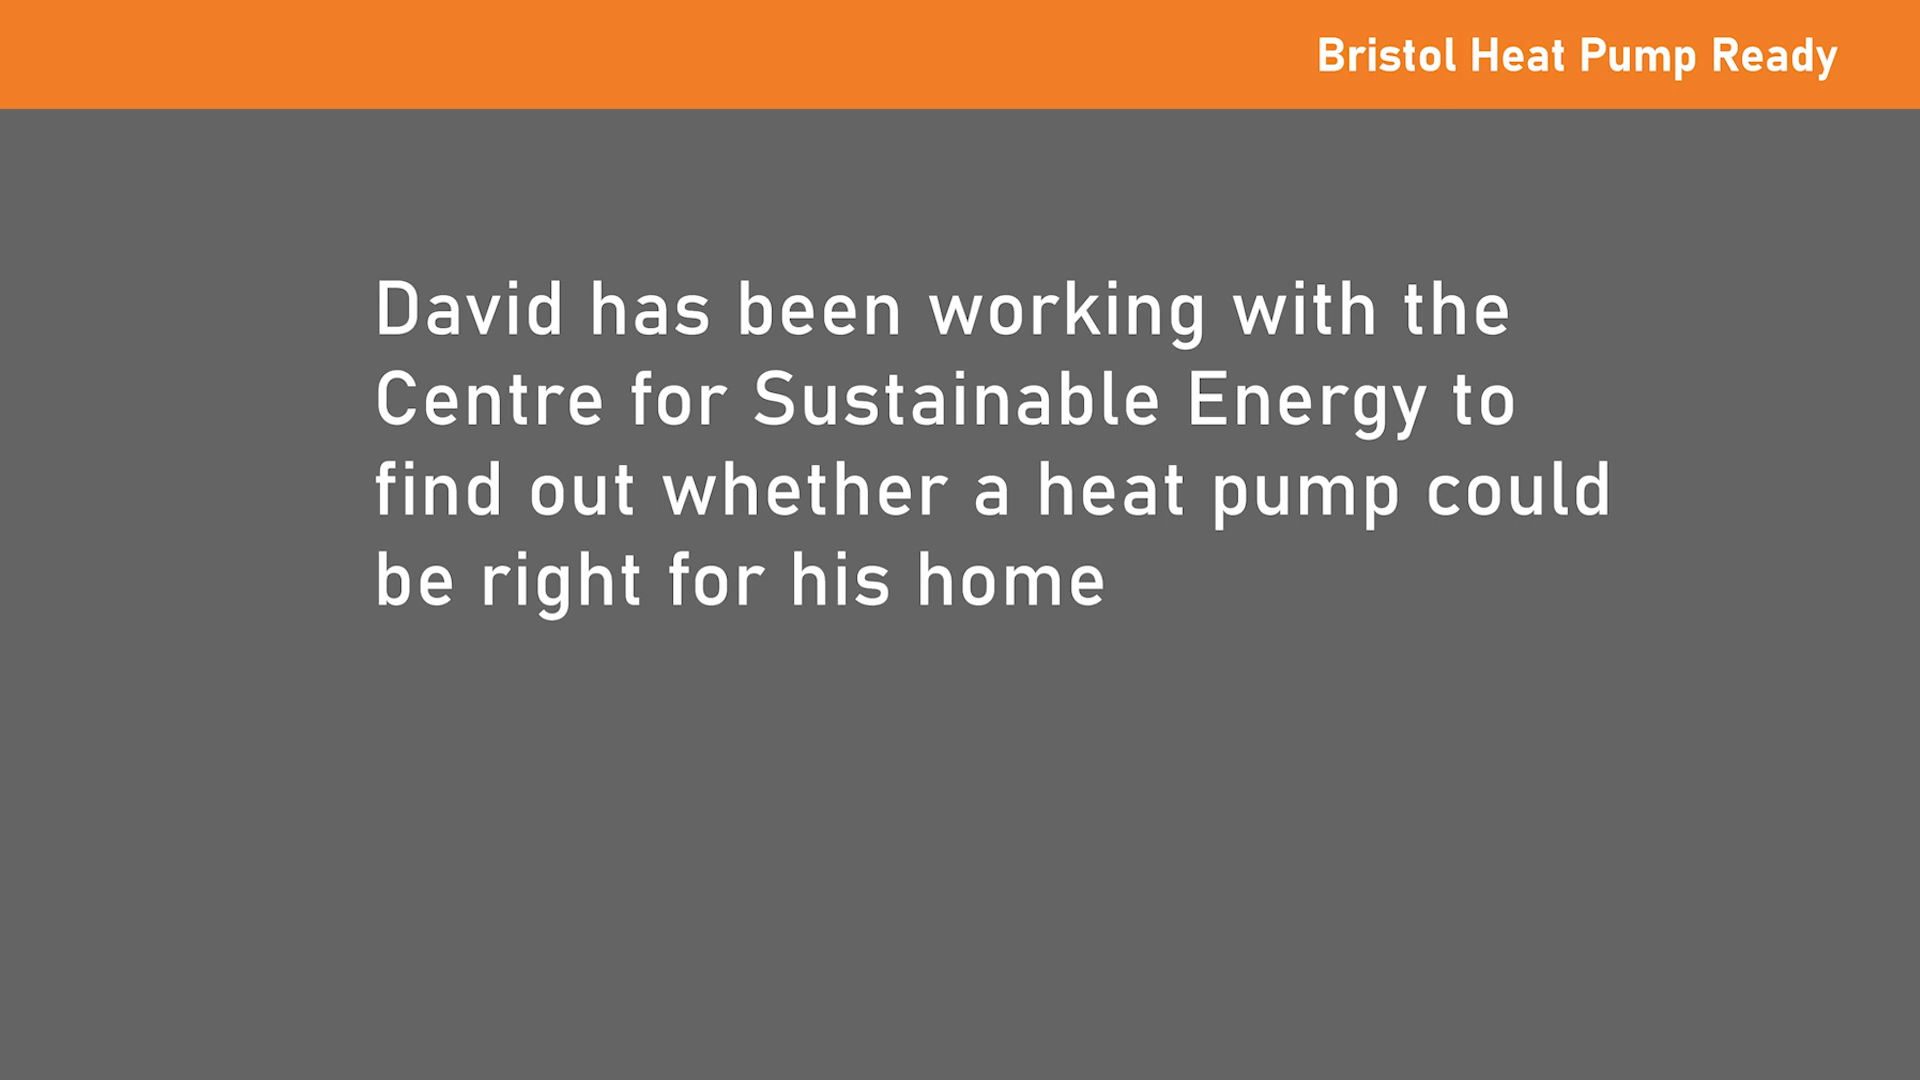 Bristol Heat Pump Ready
David has been working with the
Centre for Sustainable Energy to
find out whether a heat pump could
be right for his home